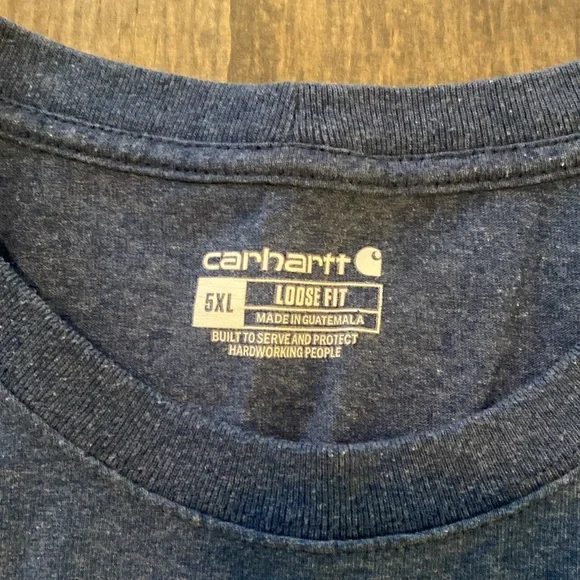 carhartt
5XL LOOSE FIT
MADE IN GUATEMALA
BUILT TO SERVE AND PROTECT
HARDWORKING PEOPLE